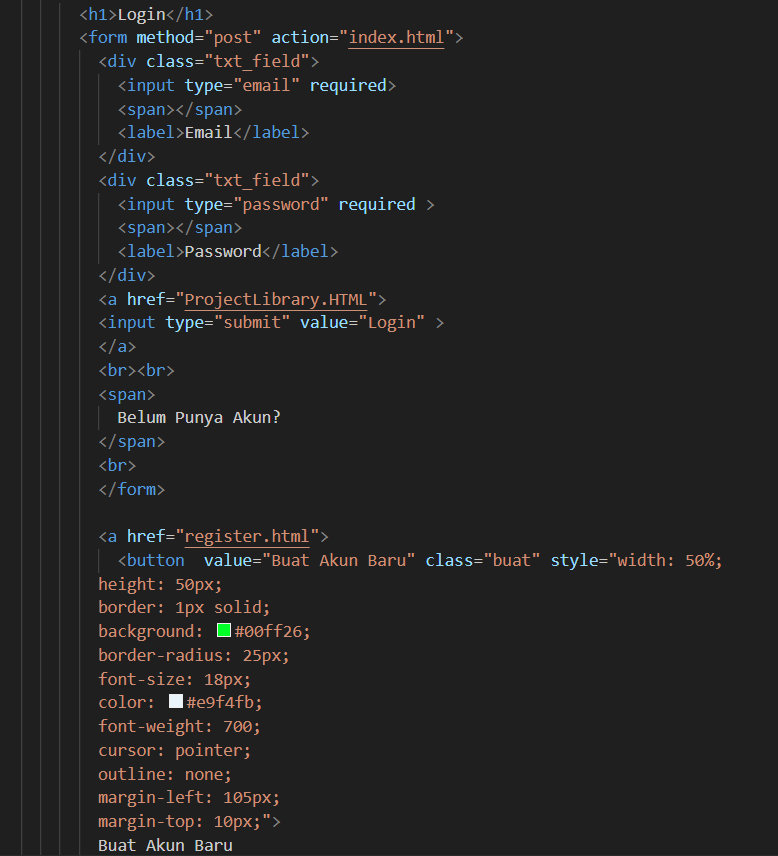 <h1>Login</h1>
<form method="post" action="index.html">
<div class="txt_field">
<input type="email" required>
<span></span>
<label>Email</label>
</div>
<div class="txt_field">
<input type="password" required >
<span></span>
<label>Password</label>
</div>
<a href="ProjectLibrary.HTML">
<input type="submit" value="Login" >
</a>
<br><br>
<span>
Belum Punya Akun?
</span>
<br>
</form>
<a href="register.html">
<button  value="Buat Akun Baru" class="buat" style="width: 50%;
height: 50px;
border: 1px solid;
background: #00ff26;
border-radius: 25px;
font-size: 18px;
color: #e9f4fb;
font-weight: 700;
cursor: pointer;
outline: none;
margin-left: 105px;
margin-top: 10px;">
Buat Akun Baru